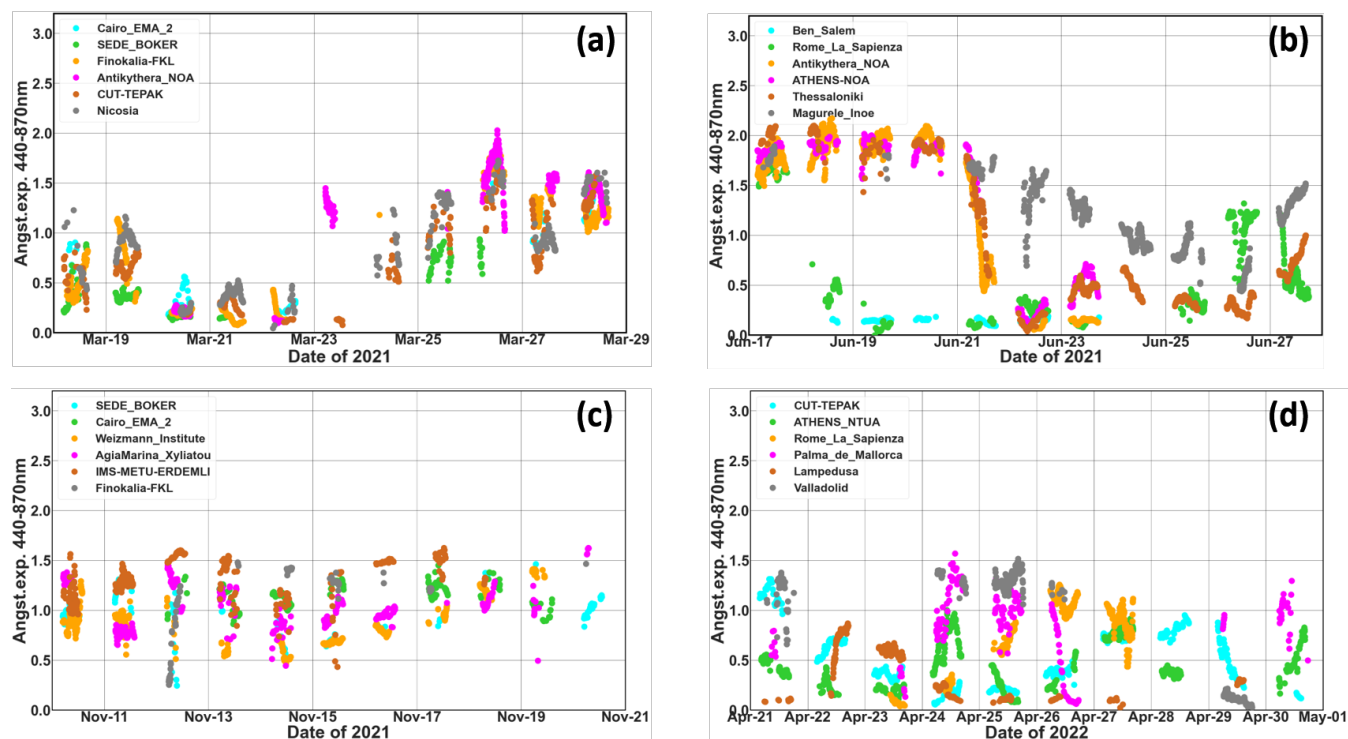 (a)
Cairo_EMA_2
SEDE_BOKER
Finokalia-FKL
Antikythera_NOA
CUT-TEPAK
Nicosia
Angst.exp. 440-870nm
3.0
2.5
2.0
1.5
1.0
0.5
0.0
Mar-19
Mar-21
Mar-23
Mar-25
Mar-27
Mar-29
Date of 2021
(b)
Ben_Salem
Rome_La_Sapienza
Antikythera_NOA
ATHENS-NOA
Thessaloniki
Magurele_Inoe
Angst.exp. 440-870nm
3.0
2.5
2.0
1.5
1.0
0.5
0.0
Jun-17
Jun-19
Jun-21
Jun-23
Jun-25
Jun-27
Date of 2021
(c)
SEDE_BOKER
Cairo_EMA_2
Weizmann_Institute
AgiaMarina_Xyliatou
IMS-METU-ERDEMLI
Finokalia-FKL
Angst.exp. 440-870nm
3.0
2.5
2.0
1.5
1.0
0.5
0.0
Nov-11
Nov-13
Nov-15
Nov-17
Nov-19
Nov-21
Date of 2021
(d)
CUT-TEPAK
ATHENS_NTUA
Rome_La_Sapienza
Palma_de_Mallorca
Lampedusa
Valladolid
Angst.exp. 440-870nm
3.0
2.5
2.0
1.5
1.0
0.5
0.0
Apr-21
Apr-22
Apr-23
Apr-24
Apr-25
Apr-26
Apr-27
Apr-28
Apr-29
Apr-30
May-01
Date of 2022